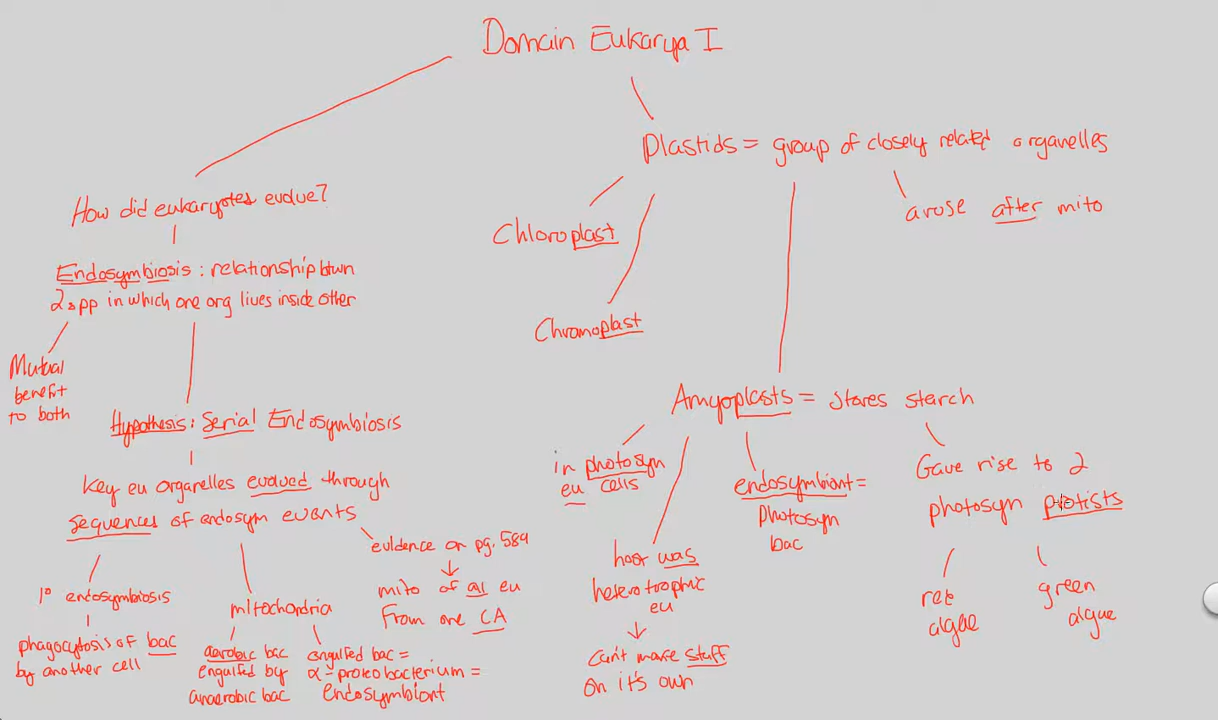 Domain Eukarya I
How did eukaryotes evolve?
Endosymbiosis: relationship btwn
2 spp in which one org lives inside other
Mutual
benefit
to both
Hypothesis: Serial Endosymbiosis
Key eu organelles evolved through
sequences of endosym events
1° endosymbiosis
phagocytosis of bac
by another cell
mitochondria
aerobic bac
engulfed by
anaerobic bac
engulfed bac =
α-proteobacterium =
endosymbiont
evidence on pg. 589
mito of all eu
from one CA
Plastids = group of closely related organelles
Chloroplast
Chromoplast
arose after mito
Amyoplasts = stores starch
in photosyn
eu cells
host was
heterotrophic
eu
can't make stuff
on it's own
endosymbiont =
photosyn
bac
Gave rise to 2
photosyn protists
red
algae
green
algae